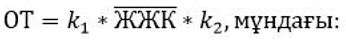 ОТ = k₁ * ЖЖК * k₂, мұндағы: